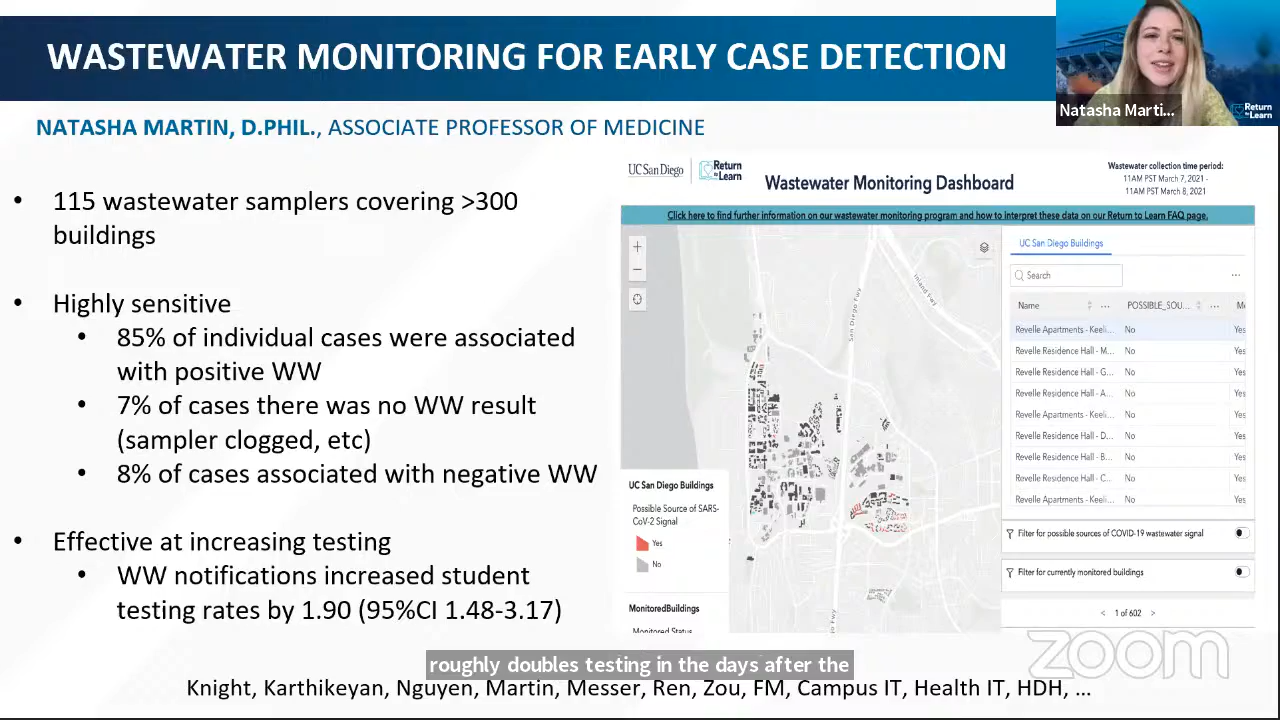 WASTEWATER MONITORING FOR EARLY CASE DETECTION
Natasha Marti...
Return to Learn
NATASHA MARTIN, D.PHIL., ASSOCIATE PROFESSOR OF MEDICINE
• 115 wastewater samplers covering >300
buildings
• Highly sensitive
• 85% of individual cases were associated
with positive WW
• 7% of cases there was no WW result
(sampler clogged, etc)
• 8% of cases associated with negative WW
• Effective at increasing testing
• WW notifications increased student
testing rates by 1.90 (95%CI 1.48-3.17)
UC San Diego
Return to Learn
Wastewater Monitoring Dashboard
Wastewater collection time period:
11AM PST March 7, 2021 -
11AM PST March 8, 2021
Click here to find further information on our wastewater monitoring program and how to interpret these data on our Return to Learn FAQ page.
San Diego Fwy
Inland Fwy
UC San Diego Buildings
Possible Source of SARS-
CoV-2 Signal
Yes
No
MonitoredBuildings
Monitored Status
UC San Diego Buildings
Search
Name POSSIBLE_SOU... M
Revelle Apartments - Keeli... No Yes
Revelle Residence Hall - M... No Yes
Revelle Residence Hall - G... No Yes
Revelle Residence Hall - A... No Yes
Revelle Apartments - Keeli... No Yes
Revelle Residence Hall - D... No Yes
Revelle Residence Hall - B... No Yes
Revelle Residence Hall - C... No Yes
Revelle Apartments - Keeli... No Yes
Filter for possible sources of COVID-19 wastewater signal
Filter for currently monitored buildings
< 1 of 602 >
zoom
roughly doubles testing in the days after the
Knight, Karthikeyan, Nguyen, Martin, Messer, Ren, Zou, FM, Campus IT, Health IT, HDH, ...